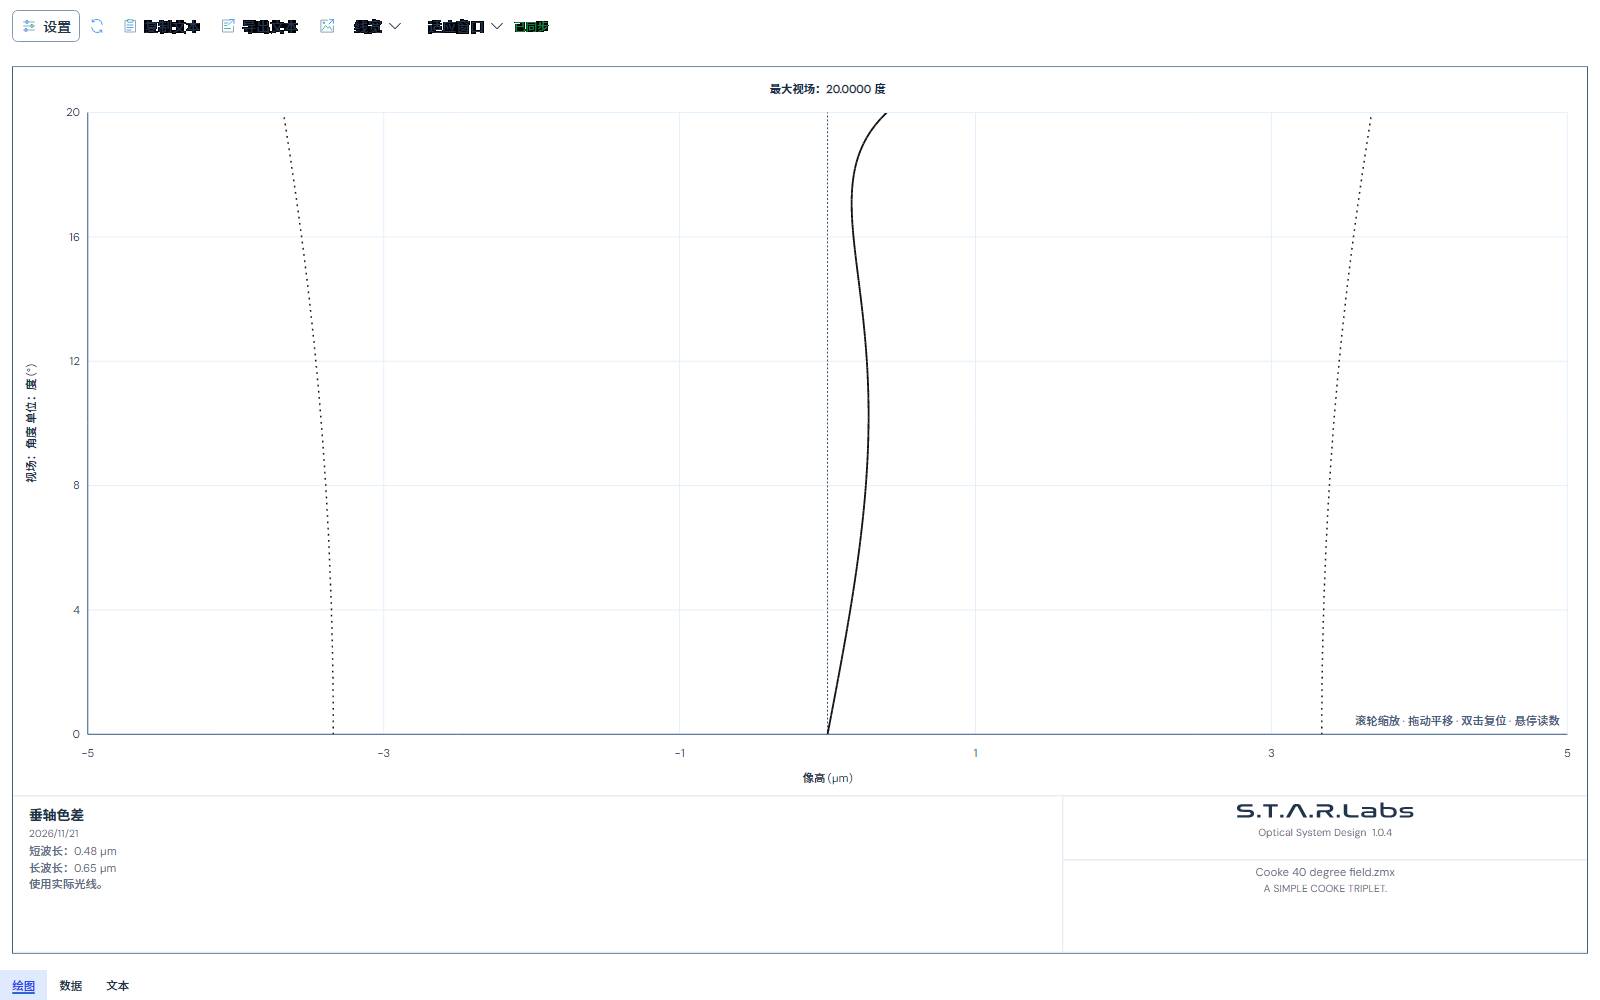 设置
最大视场：20.0000 度
20
16
12
8
4
0
视场：角度 单位：度 (°)
-5
-3
-1
1
3
5
像高 (μm)
滚轮缩放 · 拖动平移 · 双击复位 · 悬停读数
垂轴色差
2026/11/21
短波长：0.48 μm
长波长：0.65 μm
使用实际光线。
S.T.A.R.Labs
Optical System Design 1.0.4
Cooke 40 degree field.zmx
A SIMPLE COOKE TRIPLET.
绘图 数据 文本